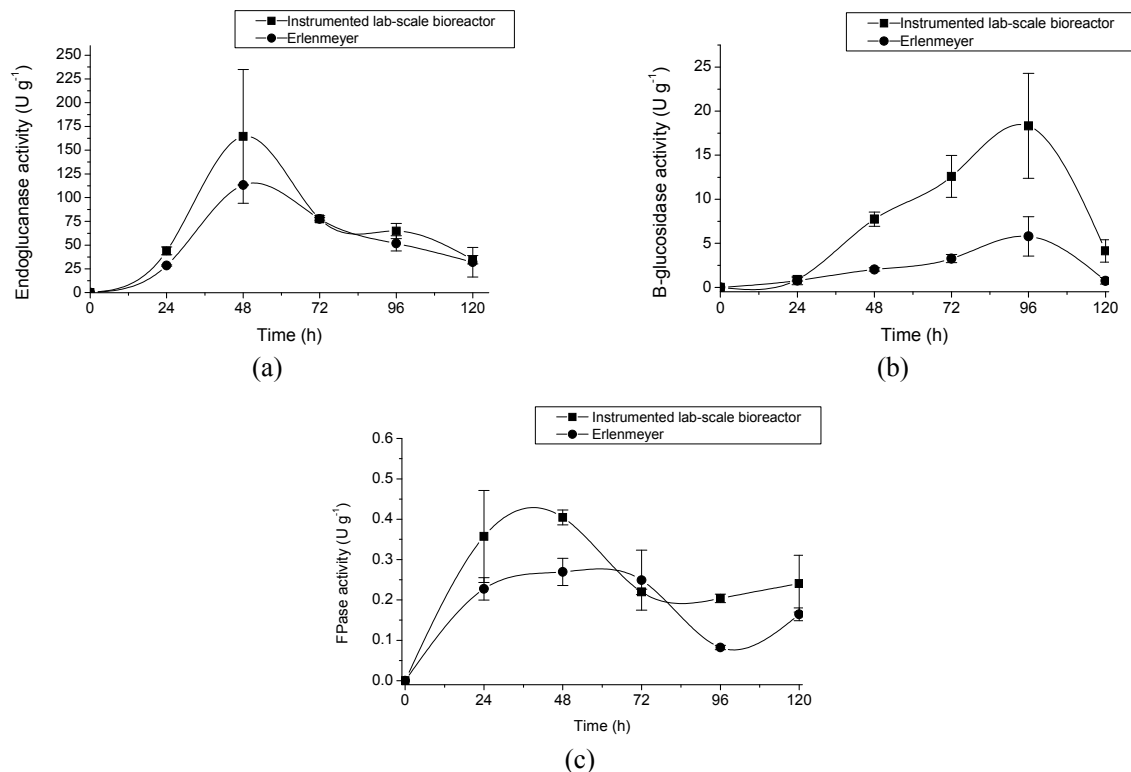 Instrumented lab-scale bioreactor
Erlenmeyer
250
225
200
175
150
125
100
75
50
25
0
Endoglucanase activity (U g⁻¹)
0 24 48 72 96 120
Time (h)
(a)
Instrumented lab-scale bioreactor
Erlenmeyer
25
20
15
10
5
0
B-glucosidase activity (U g⁻¹)
0 24 48 72 96 120
Time (h)
(b)
Instrumented lab-scale bioreactor
Erlenmeyer
0.6
0.5
0.4
0.3
0.2
0.1
0.0
FPase activity (U g⁻¹)
0 24 48 72 96 120
Time (h)
(c)